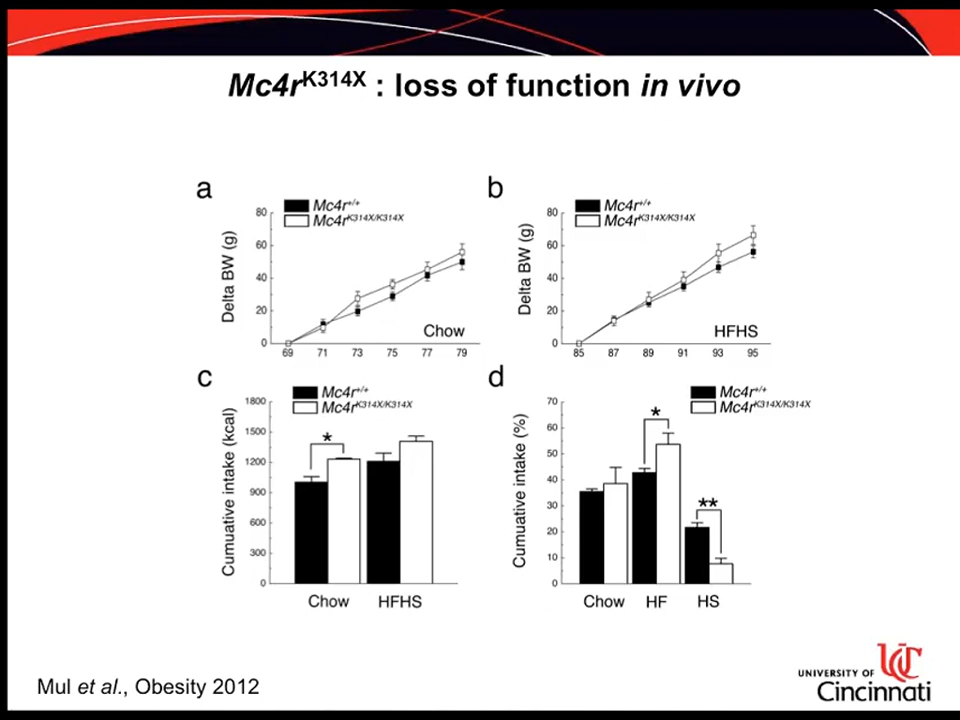 Mc4rK314X : loss of function in vivo
a
Mc4r+/+
Mc4rK314X/K314X
Delta BW (g)
80
60
40
20
0
69 71 73 75 77 79
Chow
b
Mc4r+/+
Mc4rK314X/K314X
Delta BW (g)
80
60
40
20
0
85 87 89 91 93 95
HFHS
c
Mc4r+/+
Mc4rK314X/K314X
Cumuative intake (kcal)
1800
1500
1200
900
600
300
0
*
Chow HFHS
d
Mc4r+/+
Mc4rK314X/K314X
Cumuative intake (%)
70
60
50
40
30
20
10
0
*
**
Chow HF HS
Mul et al., Obesity 2012
UC
UNIVERSITY OF
Cincinnati